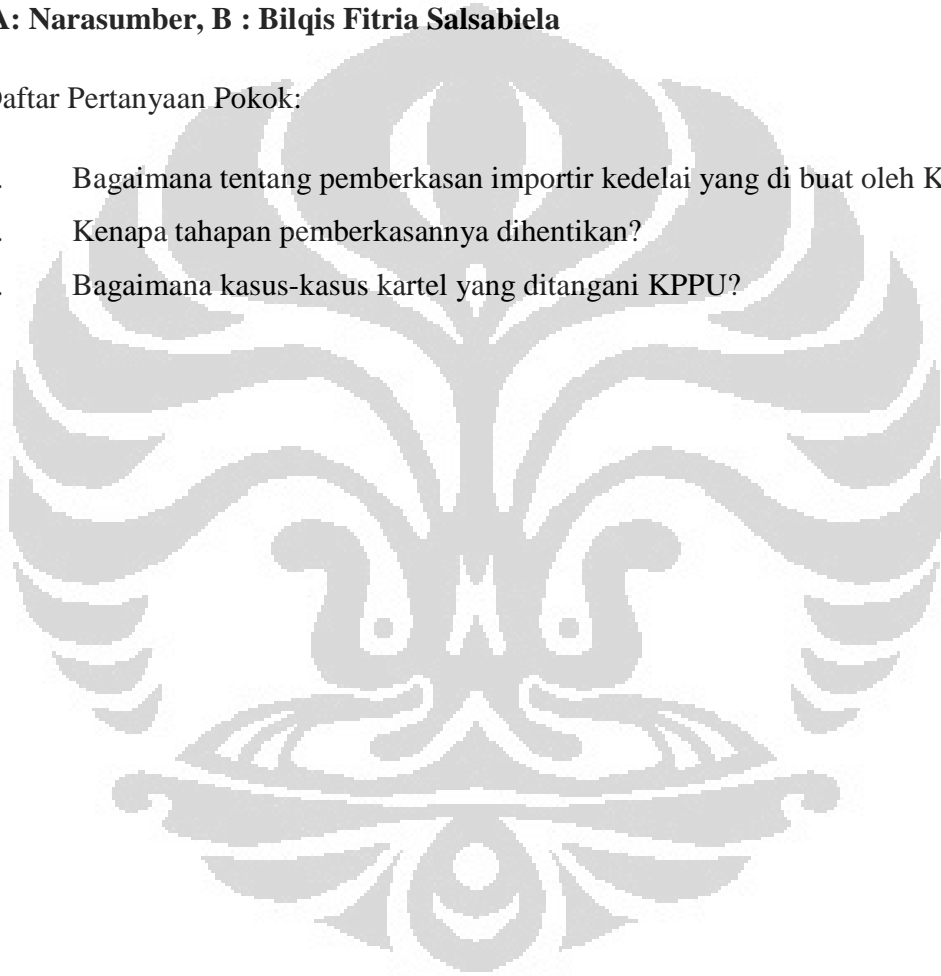 A: Narasumber, B : Bilqis Fitria Salsabiela
Daftar Pertanyaan Pokok:
. Bagaimana tentang pemberkasan importir kedelai yang di buat oleh K
. Kenapa tahapan pemberkasannya dihentikan?
. Bagaimana kasus-kasus kartel yang ditangani KPPU?